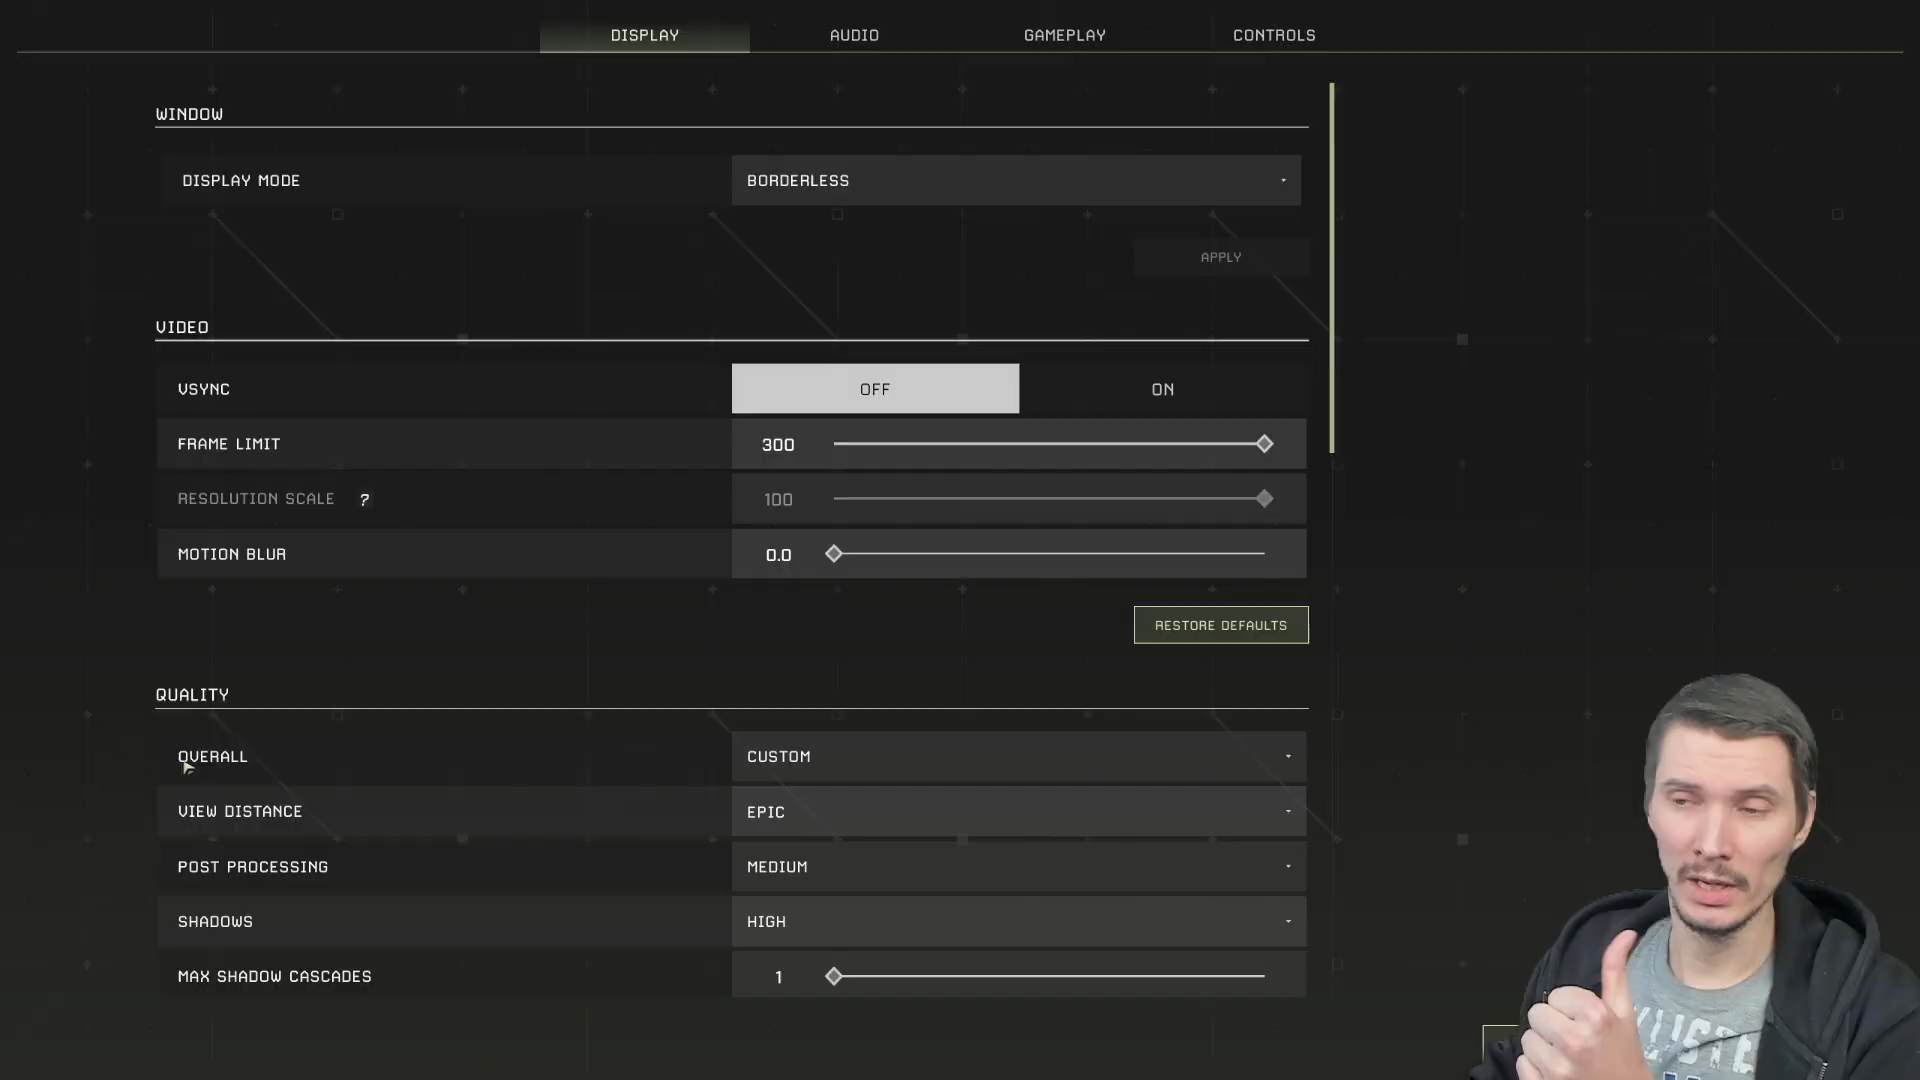 DISPLAY AUDIO GAMEPLAY CONTROLS
WINDOW
DISPLAY MODE BORDERLESS
APPLY
VIDEO
VSYNC OFF ON
FRAME LIMIT 300
RESOLUTION SCALE ? 100
MOTION BLUR 0.0
RESTORE DEFAULTS
QUALITY
OVERALL CUSTOM
VIEW DISTANCE EPIC
POST PROCESSING MEDIUM
SHADOWS HIGH
MAX SHADOW CASCADES 1